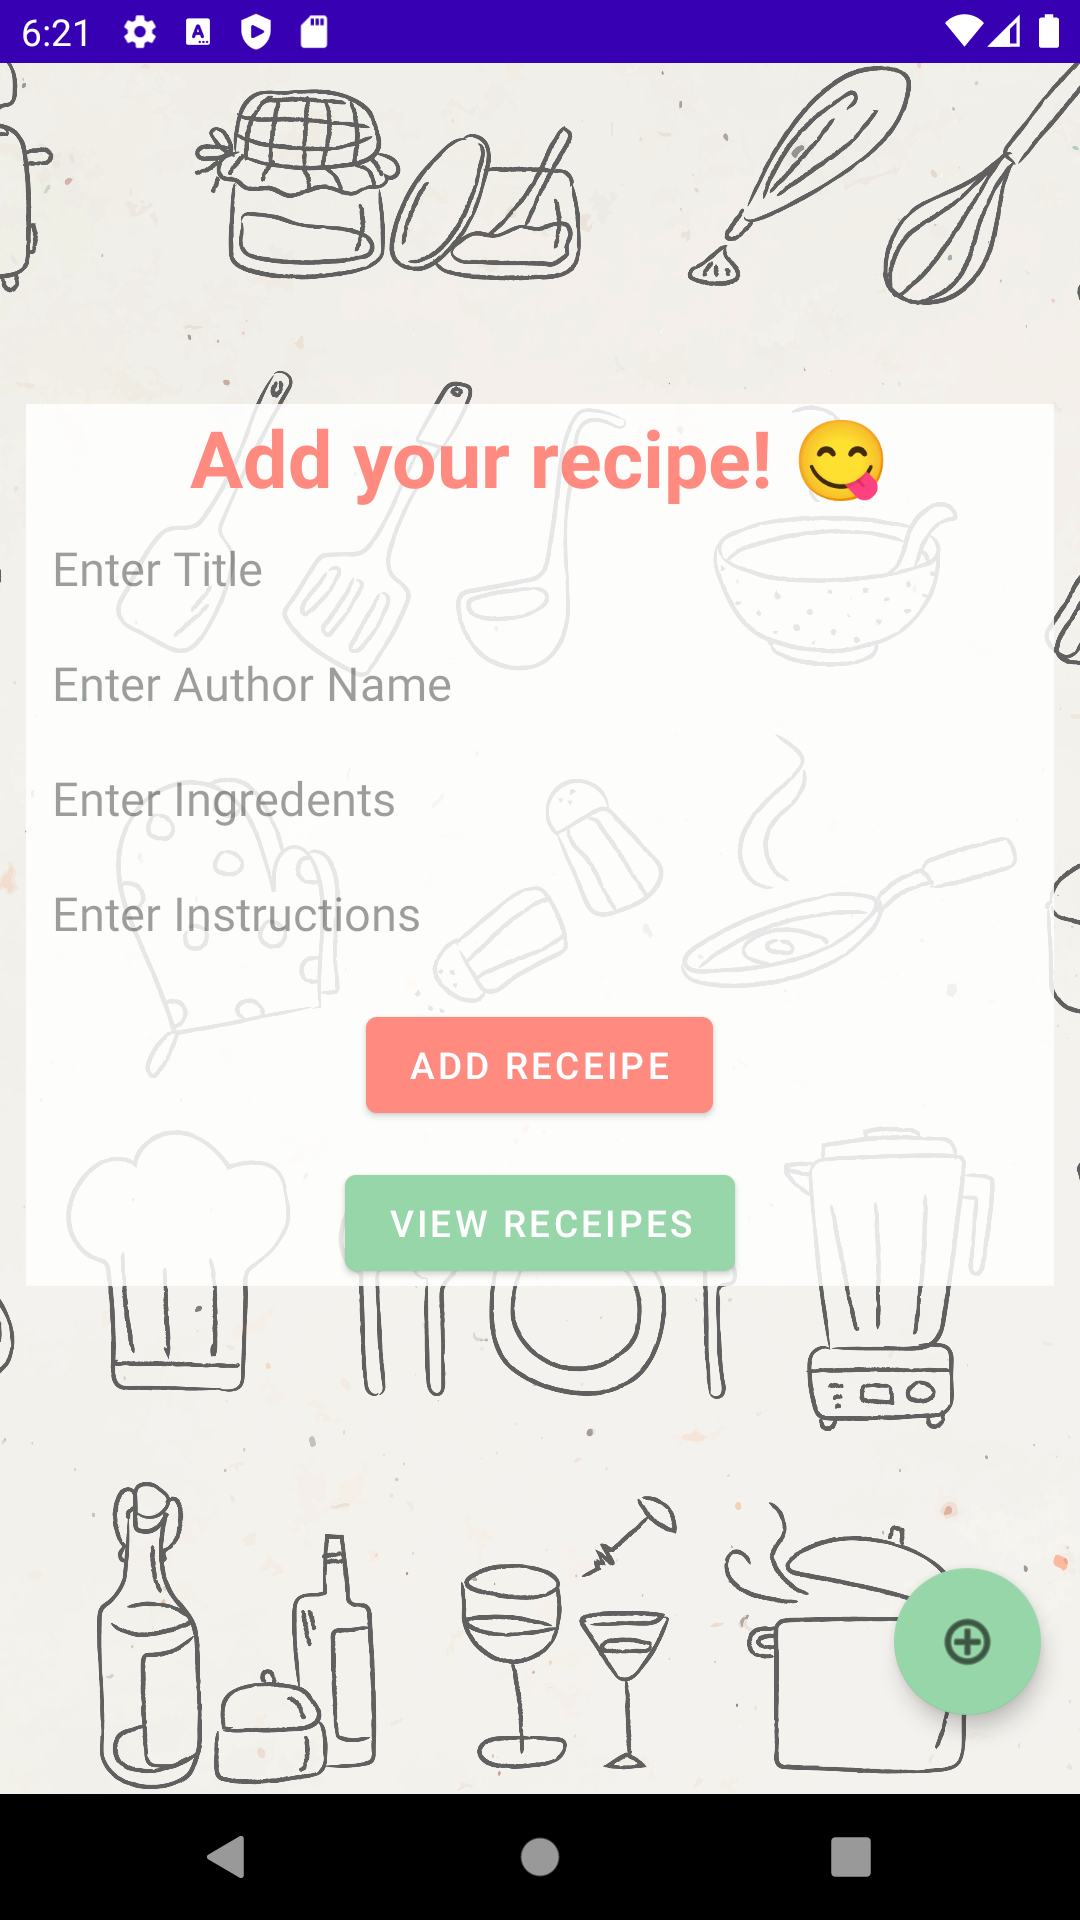 6:21
Add your recipe! 😋
Enter Title
Enter Author Name
Enter Ingredents
Enter Instructions
ADD RECEIPE
VIEW RECEIPES